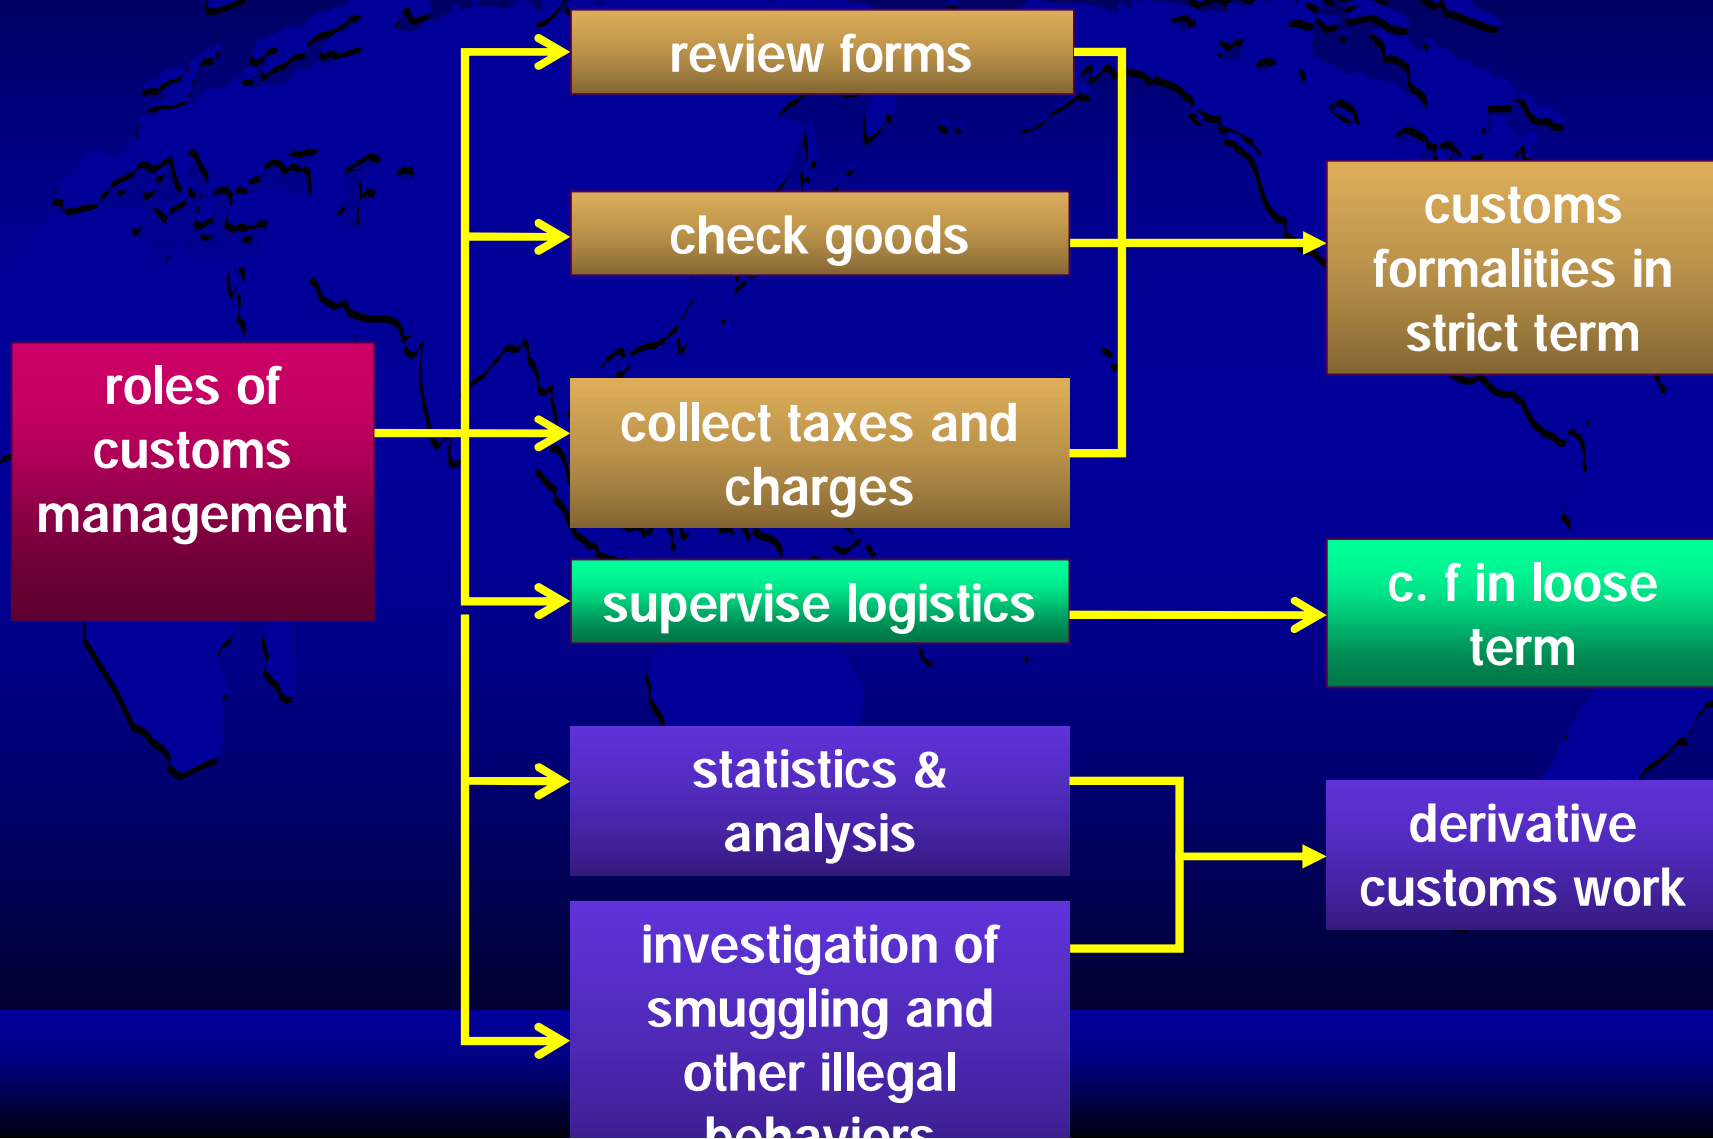 review forms
check goods
customs
formalities in
strict term
roles of
customs
management
collect taxes and
charges
supervise logistics
c. f in loose
term
statistics &
analysis
derivative
customs work
investigation of
smuggling and
other illegal
behaviors